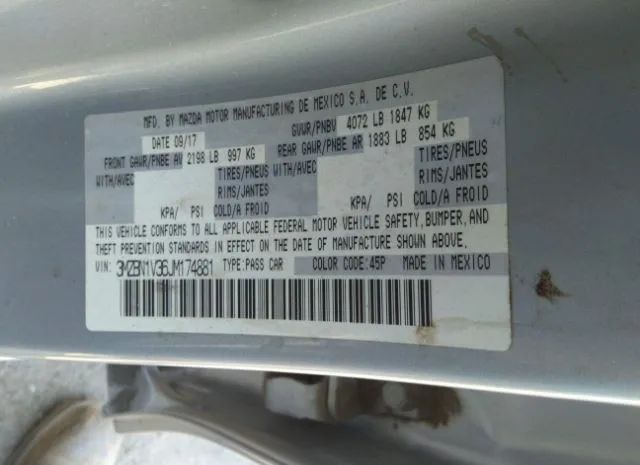 MFD. BY MAZDA MOTOR MANUFACTURING DE MEXICO S.A. DE C.V.
DATE 09/17 GVWR/PNBV 4072 LB 1847 KG
FRONT GAWR/PNBE AV 2198 LB 997 KG REAR GAWR/PNBE AR 1883 LB 854 KG
WITH/AVEC TIRES/PNEUS WITH/AVEC TIRES/PNEUS
RIMS/JANTES RIMS/JANTES
KPA/ PSI COLD/A FROID KPA/ PSI COLD/A FROID
THIS VEHICLE CONFORMS TO ALL APPLICABLE FEDERAL MOTOR VEHICLE SAFETY, BUMPER, AND
THEFT PREVENTION STANDARDS IN EFFECT ON THE DATE OF MANUFACTURE SHOWN ABOVE.
VIN: 3MZBN1V36JM174881 TYPE:PASS CAR COLOR CODE:45P MADE IN MEXICO